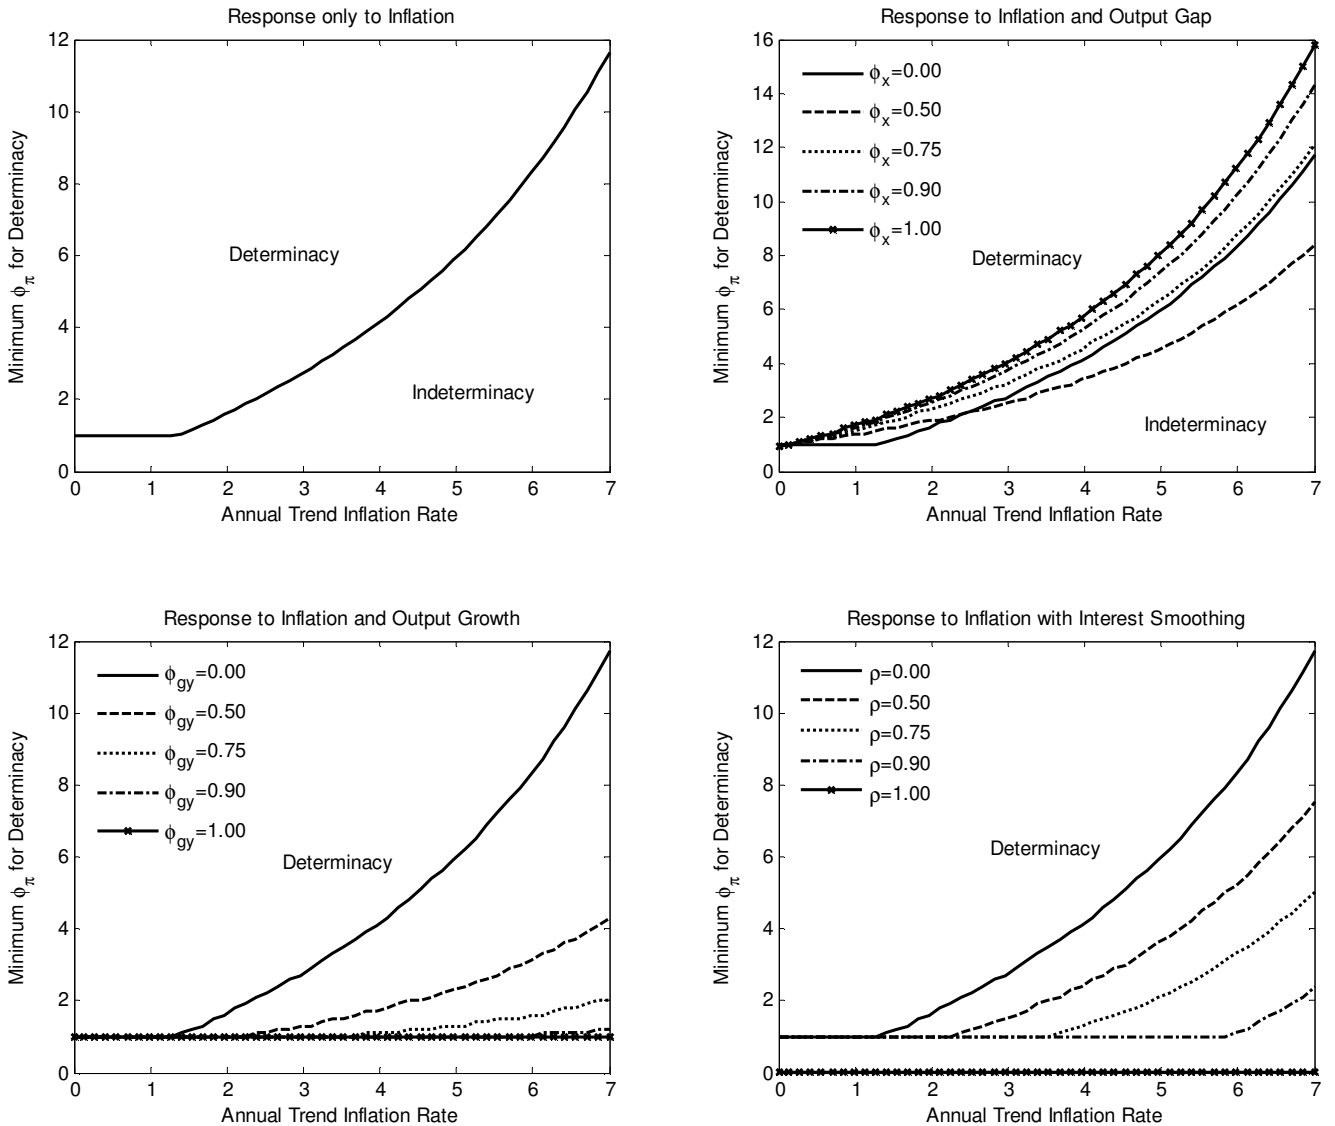 Response only to Inflation
12
10
8
6
4
2
0
Minimum ϕπ for Determinacy
Determinacy
Indeterminacy
0 1 2 3 4 5 6 7
Annual Trend Inflation Rate
Response to Inflation and Output Gap
16
14
12
10
8
6
4
2
0
Minimum ϕπ for Determinacy
ϕx=0.00
ϕx=0.50
ϕx=0.75
ϕx=0.90
ϕx=1.00
Determinacy
Indeterminacy
0 1 2 3 4 5 6 7
Annual Trend Inflation Rate
Response to Inflation and Output Growth
12
10
8
6
4
2
0
Minimum ϕπ for Determinacy
ϕgy=0.00
ϕgy=0.50
ϕgy=0.75
ϕgy=0.90
ϕgy=1.00
Determinacy
0 1 2 3 4 5 6 7
Annual Trend Inflation Rate
Response to Inflation with Interest Smoothing
12
10
8
6
4
2
0
Minimum ϕπ for Determinacy
ρ=0.00
ρ=0.50
ρ=0.75
ρ=0.90
ρ=1.00
Determinacy
0 1 2 3 4 5 6 7
Annual Trend Inflation Rate